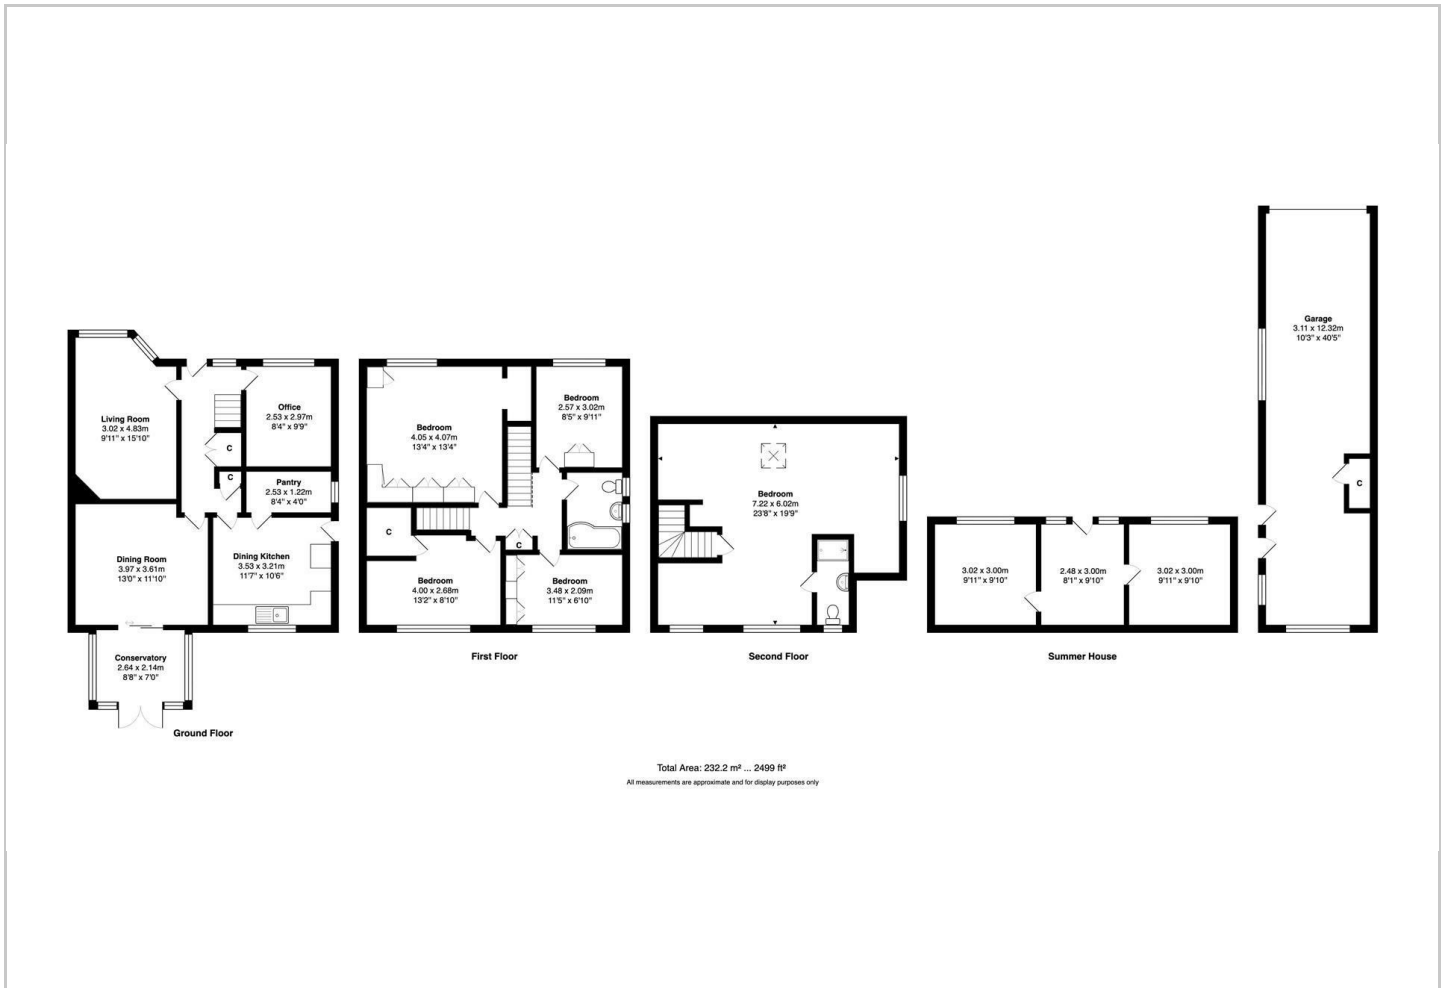 Living Room
3.02 x 4.83m
9'11" x 15'10"
Office
2.53 x 2.97m
8'4" x 9'9"
C
C
Pantry
2.53 x 1.22m
8'4" x 4'0"
Dining Room
3.97 x 3.61m
13'0" x 11'10"
Dining Kitchen
3.53 x 3.21m
11'7" x 10'6"
Conservatory
2.64 x 2.14m
8'8" x 7'0"
Ground Floor
Bedroom
4.05 x 4.07m
13'4" x 13'4"
Bedroom
2.57 x 3.02m
8'5" x 9'11"
C
C
Bedroom
4.00 x 2.68m
13'2" x 8'10"
Bedroom
3.48 x 2.09m
11'5" x 6'10"
First Floor
Bedroom
7.22 x 6.02m
23'8" x 19'9"
Second Floor
3.02 x 3.00m
9'11" x 9'10"
2.48 x 3.00m
8'1" x 9'10"
3.02 x 3.00m
9'11" x 9'10"
Summer House
Garage
3.11 x 12.32m
10'3" x 40'5"
C
Total Area: 232.2 m² ... 2499 ft²
All measurements are approximate and for display purposes only